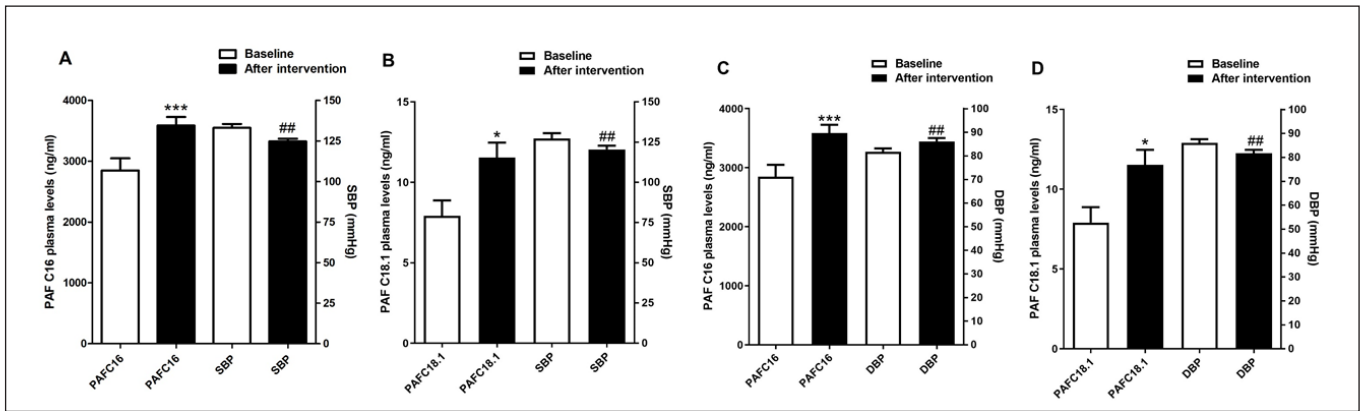 A
Baseline
After intervention
PAF C16 plasma levels (ng/ml)
4000
3000
2000
1000
0
***
##
150
125
100
75
50
25
0
SBP (mmHg)
PAFC16
PAFC16
SBP
SBP
B
Baseline
After intervention
PAF C18.1 plasma levels (ng/ml)
15
10
5
0
*
##
150
125
100
75
50
25
0
SBP (mmHg)
PAFC18.1
PAFC18.1
SBP
SBP
C
Baseline
After intervention
PAF C16 plasma levels (ng/ml)
4000
3000
2000
1000
0
***
##
100
90
80
70
60
50
40
30
20
10
0
DBP (mmHg)
PAFC16
PAFC16
DBP
DBP
D
Baseline
After intervention
PAF C18.1 plasma levels (ng/ml)
15
10
5
0
*
##
100
90
80
70
60
50
40
30
20
10
0
DBP (mmHg)
PAFC18.1
PAFC18.1
DBP
DBP